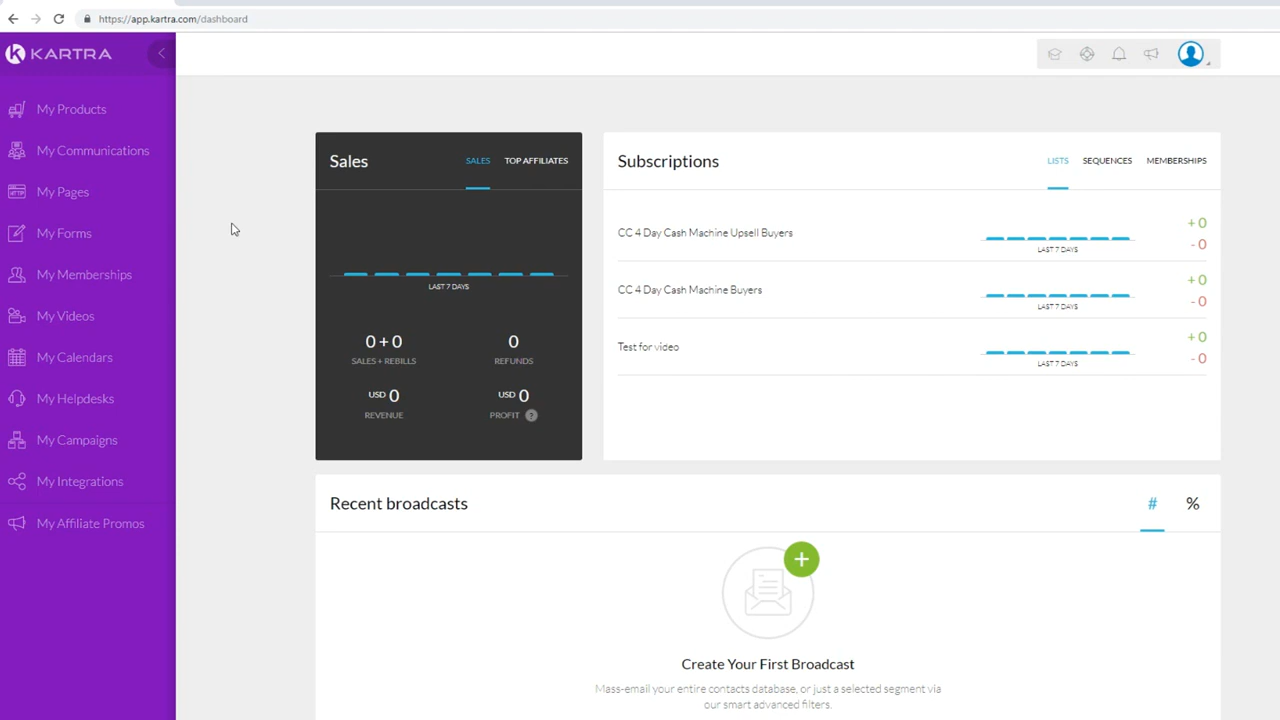 https://app.kartra.com/dashboard
KARTRA
My Products
My Communications
My Pages
My Forms
My Memberships
My Videos
My Calendars
My Helpdesks
My Campaigns
My Integrations
My Affiliate Promos
Sales
SALES
TOP AFFILIATES
LAST 7 DAYS
0 + 0
SALES + REBILLS
0
REFUNDS
USD 0
REVENUE
USD 0
PROFIT ?
Subscriptions
LISTS
SEQUENCES
MEMBERSHIPS
CC 4 Day Cash Machine Upsell Buyers
LAST 7 DAYS
+ 0
- 0
CC 4 Day Cash Machine Buyers
LAST 7 DAYS
+ 0
- 0
Test for video
LAST 7 DAYS
+ 0
- 0
Recent broadcasts
#
%
Create Your First Broadcast
Mass-email your entire contacts database, or just a selected segment via
our smart advanced filters.